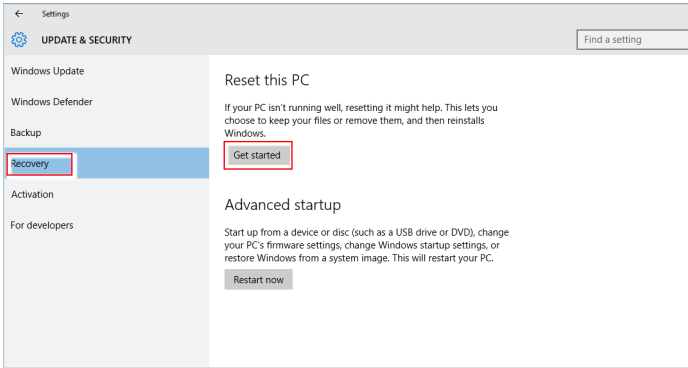 ← Settings
UPDATE & SECURITY
Find a setting
Windows Update
Windows Defender
Backup
Recovery
Activation
For developers
Reset this PC
If your PC isn't running well, resetting it might help. This lets you
choose to keep your files or remove them, and then reinstalls
Windows.
Get started
Advanced startup
Start up from a device or disc (such as a USB drive or DVD), change
your PC's firmware settings, change Windows startup settings, or
restore Windows from a system image. This will restart your PC.
Restart now